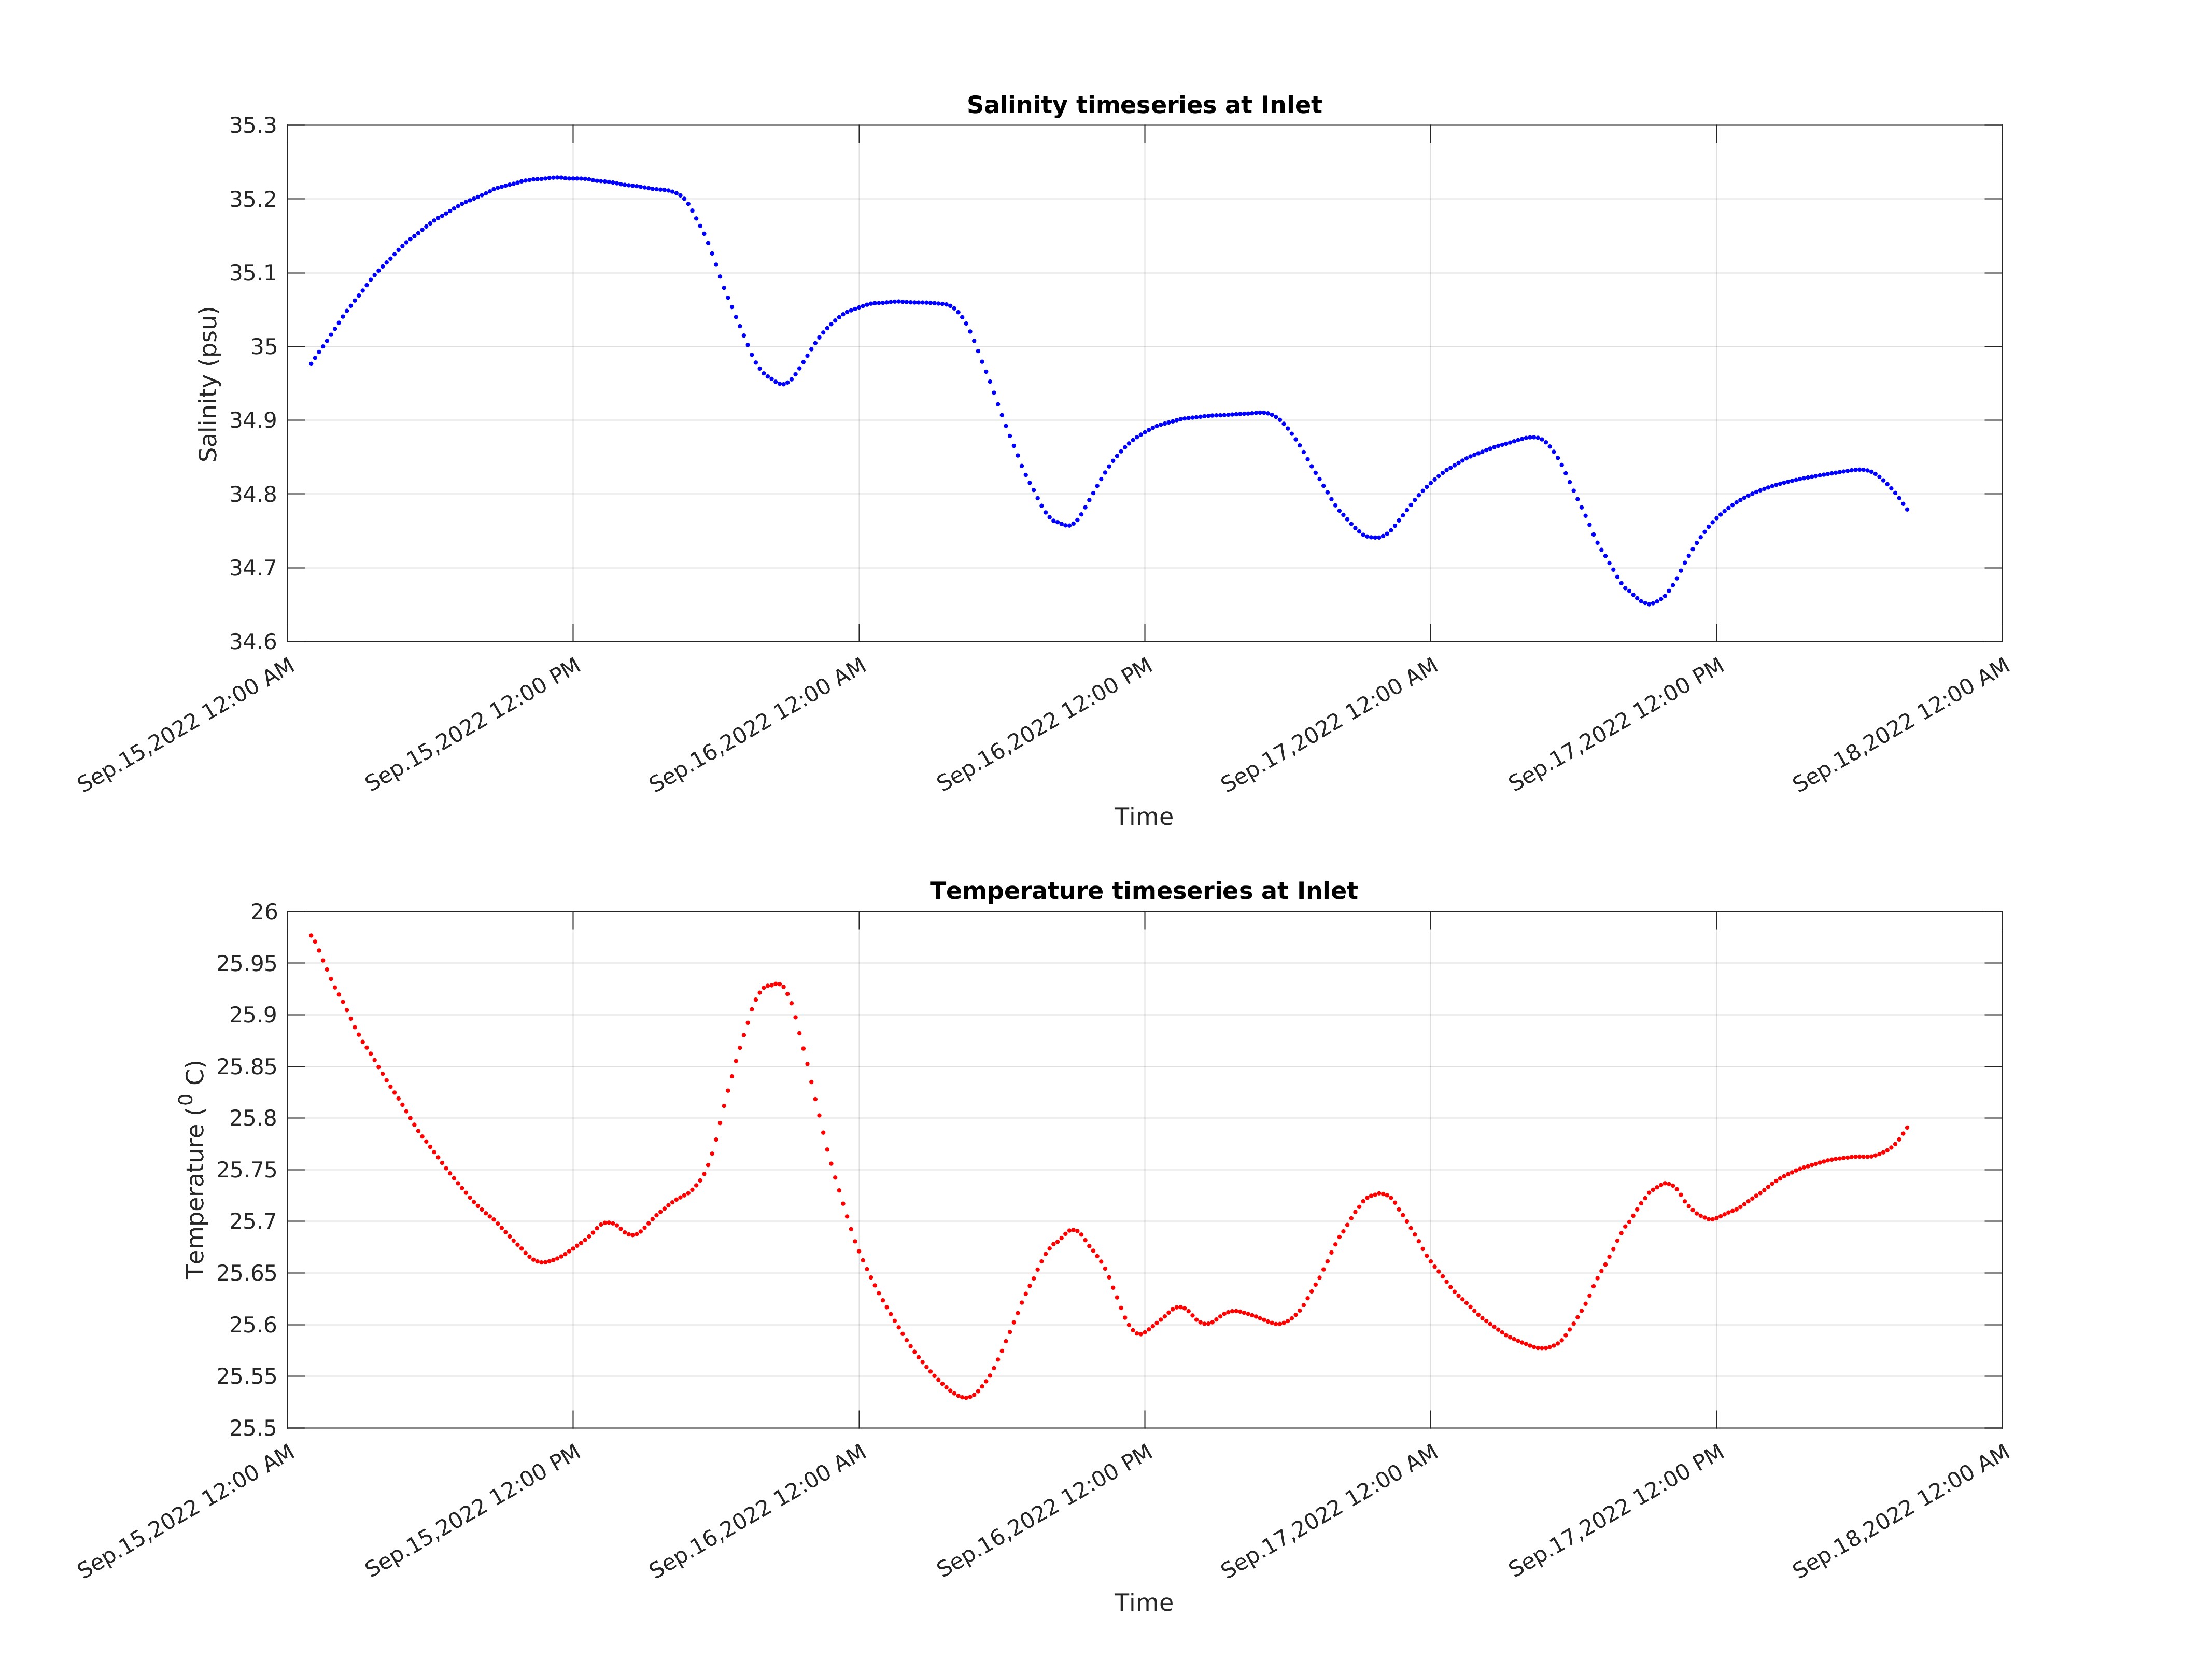 Salinity timeseries at Inlet
35.3
35.2
35.1
35
34.9
34.8
34.7
34.6
Salinity (psu)
Sep.15,2022 12:00 AM
Sep.15,2022 12:00 PM
Sep.16,2022 12:00 AM
Sep.16,2022 12:00 PM
Sep.17,2022 12:00 AM
Sep.17,2022 12:00 PM
Sep.18,2022 12:00 AM
Time
Temperature timeseries at Inlet
26
25.95
25.9
25.85
25.8
25.75
25.7
25.65
25.6
25.55
25.5
Temperature (⁰ C)
Sep.15,2022 12:00 AM
Sep.15,2022 12:00 PM
Sep.16,2022 12:00 AM
Sep.16,2022 12:00 PM
Sep.17,2022 12:00 AM
Sep.17,2022 12:00 PM
Sep.18,2022 12:00 AM
Time